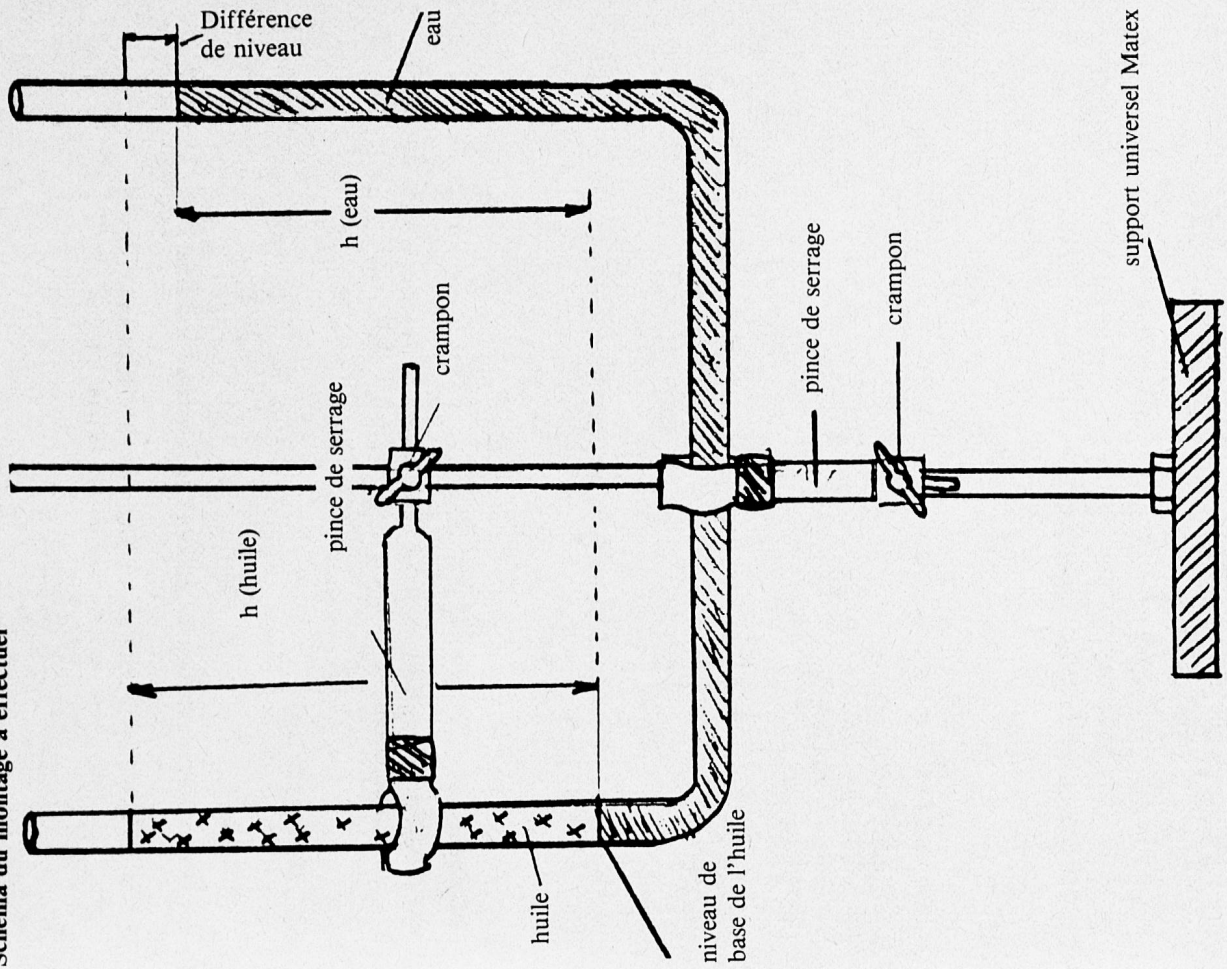 Schéma du montage à effectuer
Différence
de niveau
eau
h (eau)
pince de serrage
crampon
h (huile)
huile
niveau de
base de l'huile
pince de serrage
crampon
support universel Matex